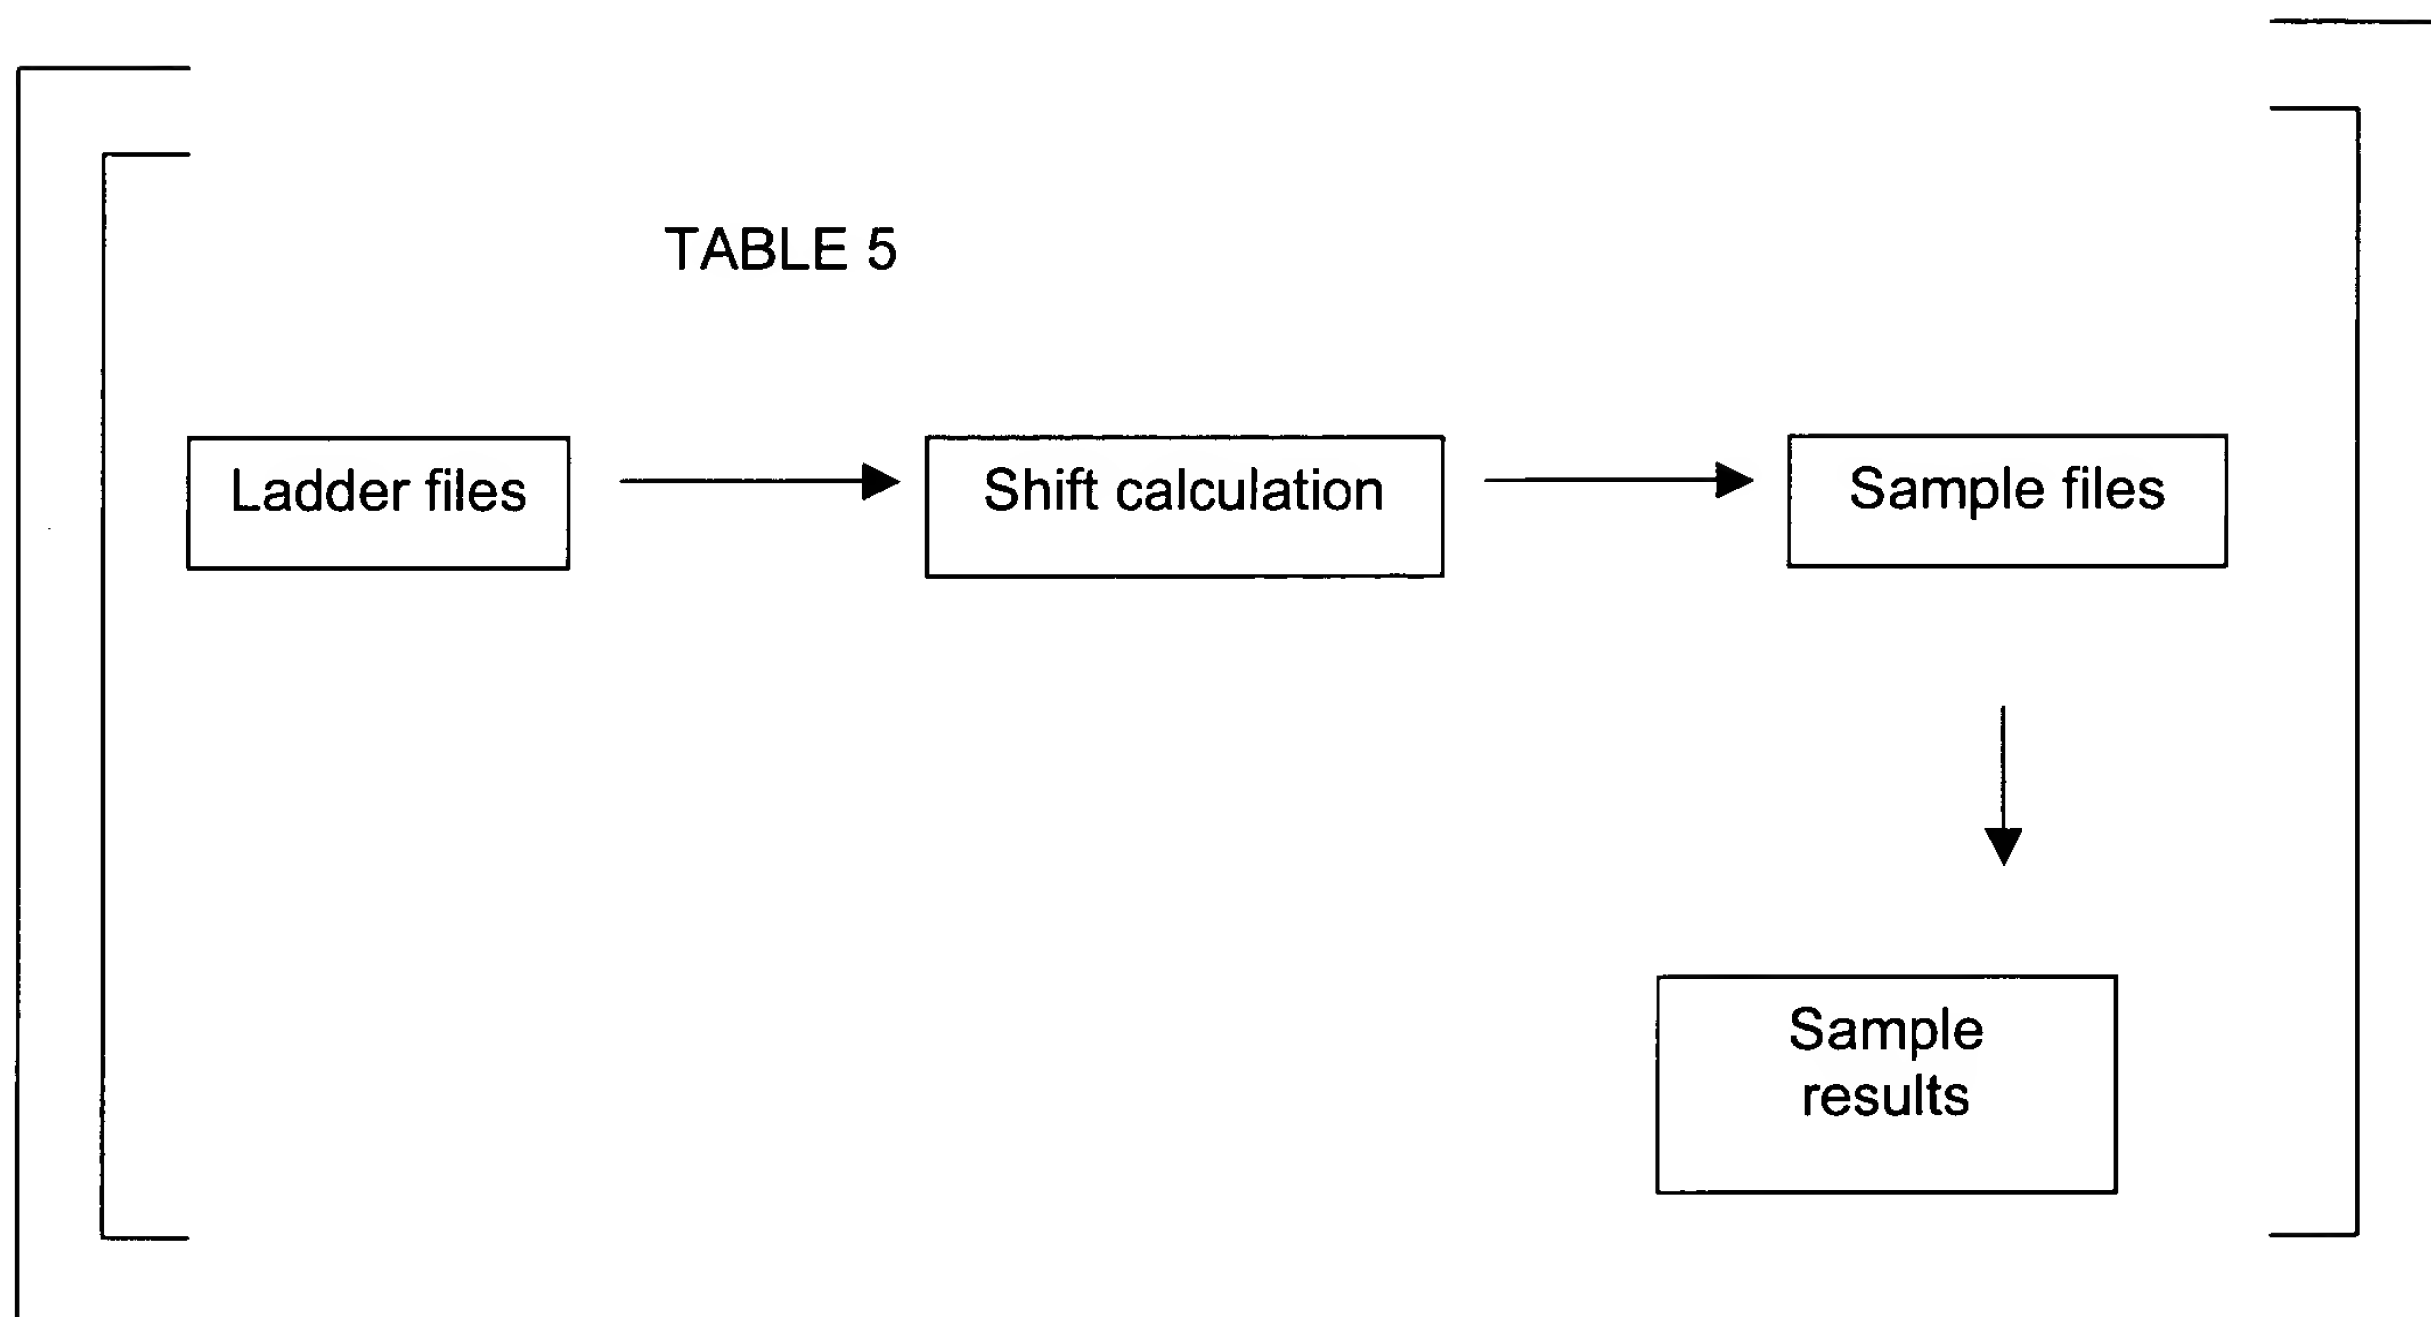 TABLE 5
Ladder files
Shift calculation
Sample files
Sample
results